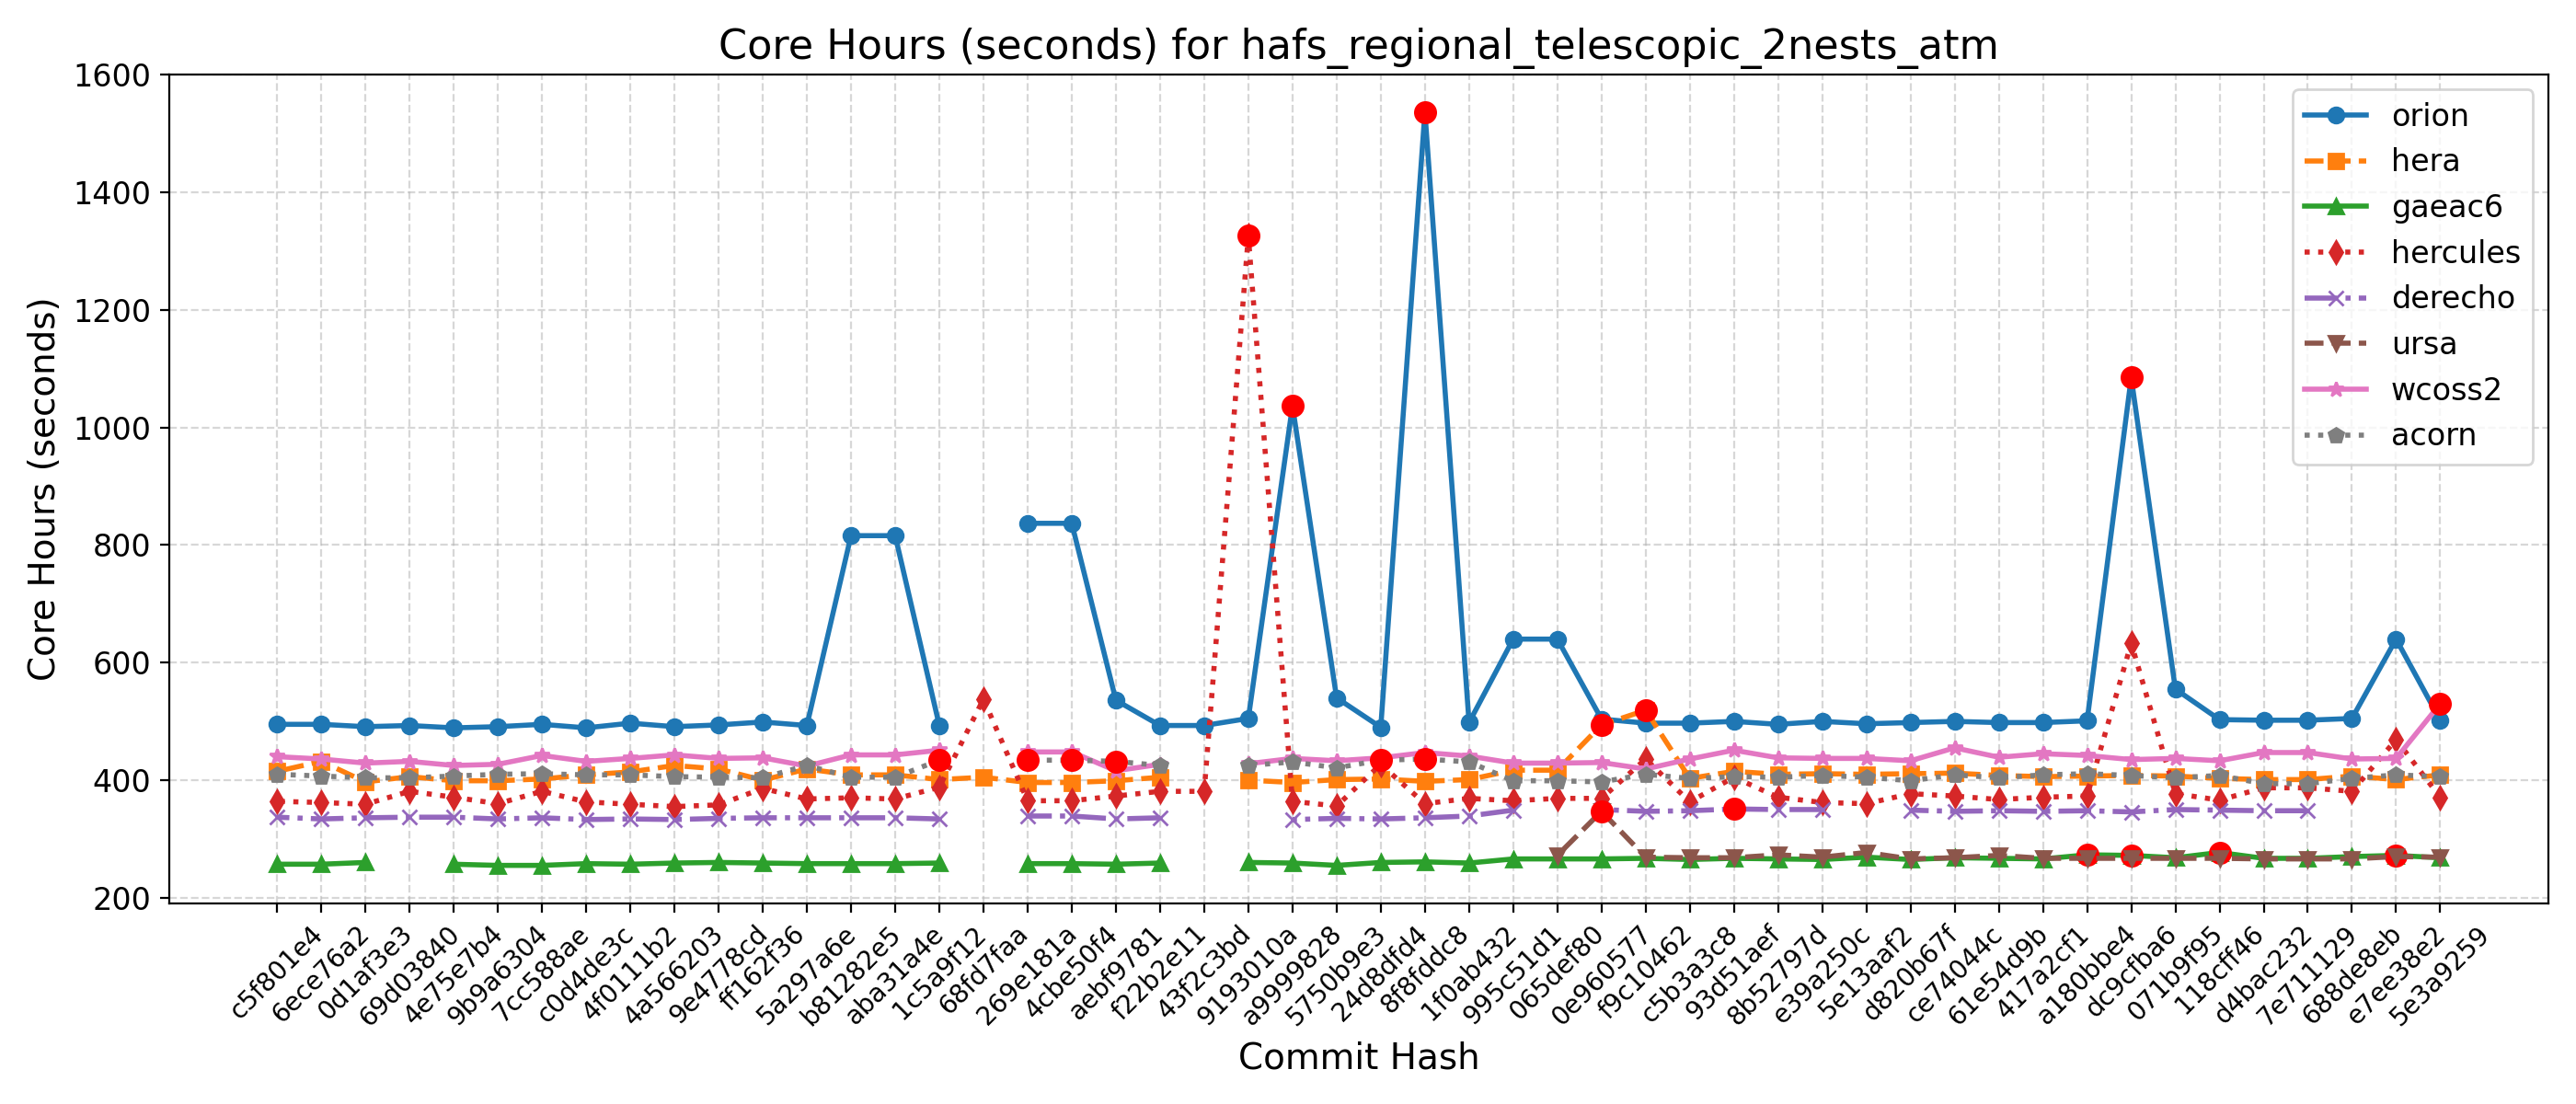 Core Hours (seconds) for hafs_regional_telescopic_2nests_atm
Core Hours (seconds)
1600
1400
1200
1000
800
600
400
200
orion
hera
gaeac6
hercules
derecho
ursa
wcoss2
acorn
c5f801e4
6ece76a2
0d1af3e3
69d03840
4e75e7b4
9b9a6304
7cc588ae
c0d4de3c
4f0111b2
4a566203
9e4778cd
ff162f36
5a297a6e
b81282e5
aba31a4e
1c5a9f12
68fd7faa
269e181a
4cbe50f4
aebf9781
f22b2e11
43f2c3bd
9193010a
a9999828
5750b9e3
24d8dfd4
8f8fddc8
1f0ab432
995c51d1
065def80
0e960577
f9c10462
c5b3a3c8
93d51aef
8b52797d
e39a250c
5e13aaf2
d820b67f
ce74044c
61e54d9b
417a2cf1
a180bbe4
dc9cfba6
071b9f95
118cff46
d4bac232
7e711129
688de8eb
e7ee38e2
5e3a9259
Commit Hash